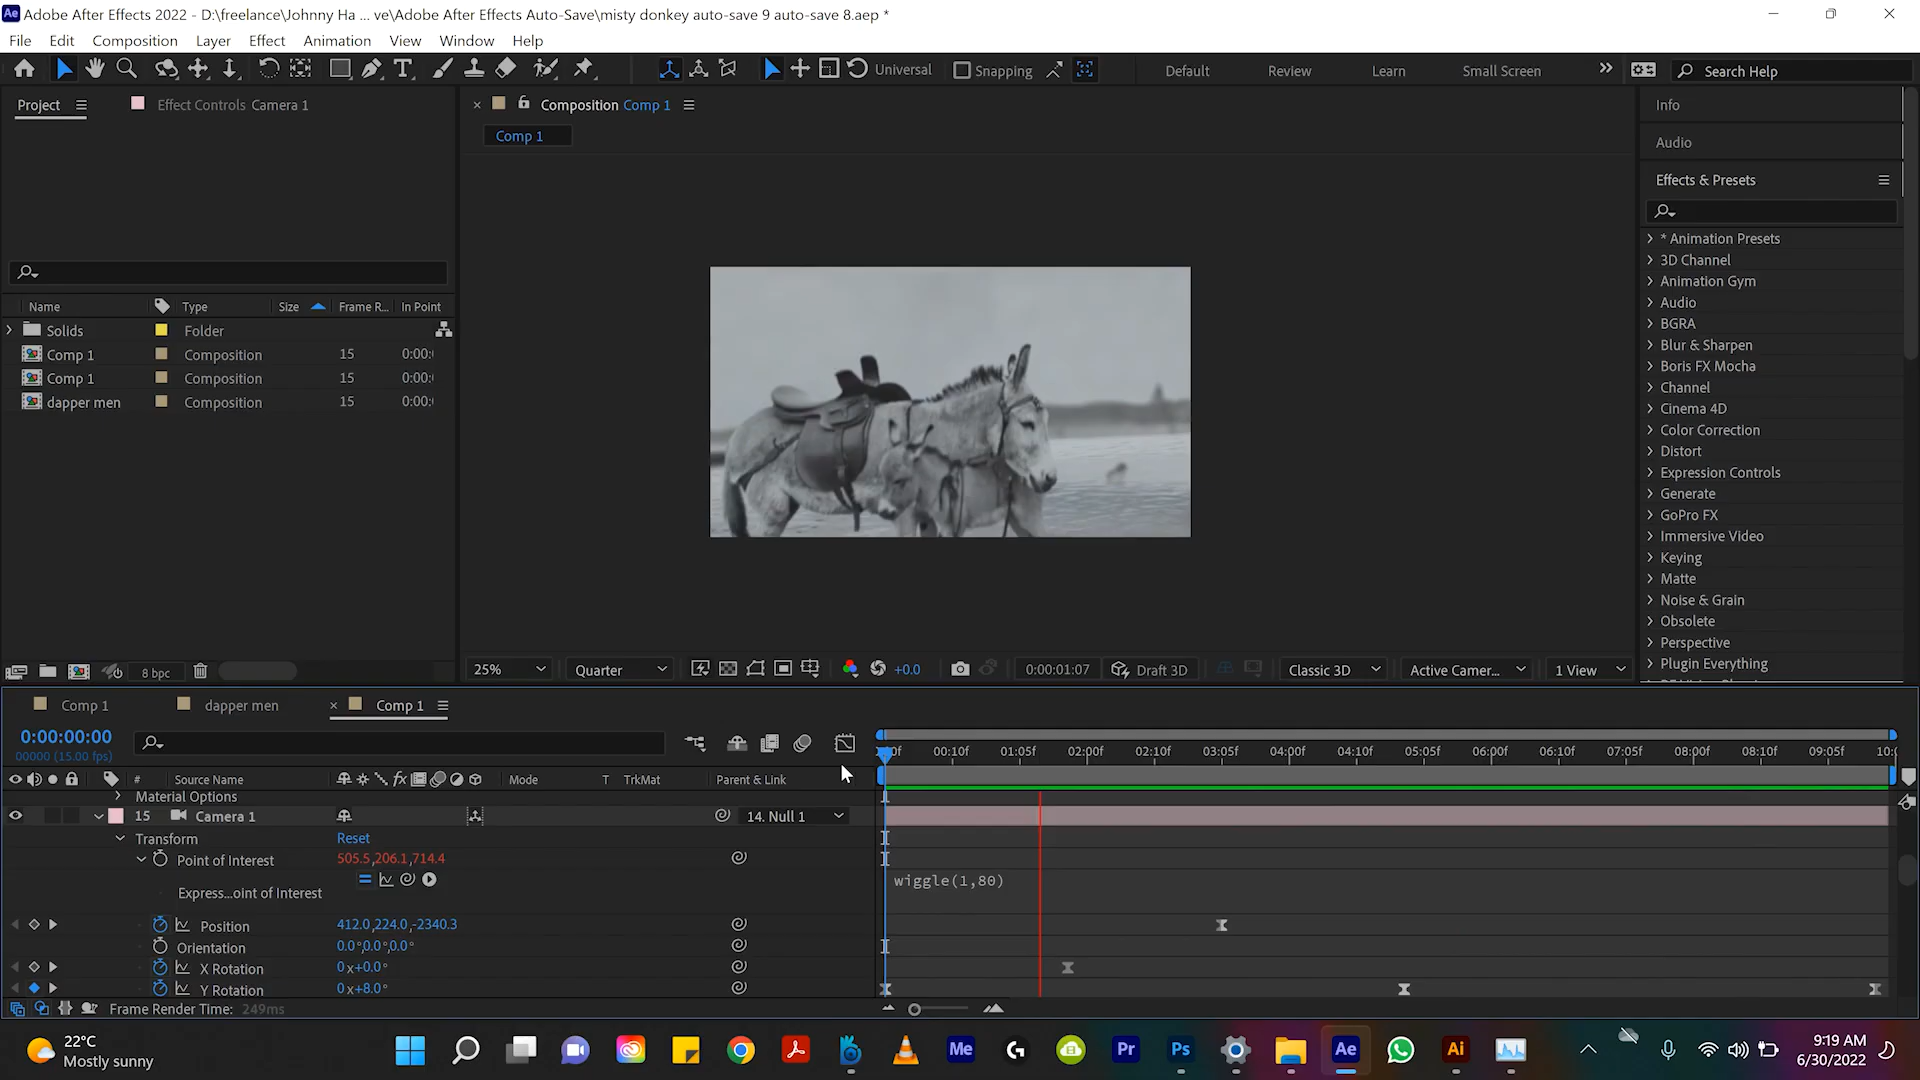 Adobe After Effects 2022 - D:\freelance\Johnny Ha ... ve\Adobe After Effects Auto-Save\misty donkey auto-save 9 auto-save 8.aep *
File Edit Composition Layer Effect Animation View Window Help
Universal Snapping Default Review Learn Small Screen Search Help
Project Effect Controls Camera 1
Composition Comp 1
Comp 1
Info
Audio
Effects & Presets
* Animation Presets
3D Channel
Animation Gym
Audio
BGRA
Blur & Sharpen
Boris FX Mocha
Channel
Cinema 4D
Color Correction
Distort
Expression Controls
Generate
GoPro FX
Immersive Video
Keying
Matte
Noise & Grain
Obsolete
Perspective
Plugin Everything
Name Type Size Frame R... In Point
Solids Folder
Comp 1 Composition 15 0:00:
Comp 1 Composition 15 0:00:
dapper men Composition 15 0:00:
8 bpc
25% Quarter +0.0 0:00:01:07 Draft 3D Classic 3D Active Camer... 1 View
Comp 1 dapper men Comp 1
0:00:00:00
00000 (15.00 fps)
00:10f 01:05f 02:00f 02:10f 03:05f 04:00f 04:10f 05:05f 06:00f 06:10f 07:05f 08:00f 08:10f 09:05f 10:
# Source Name Mode T TrkMat Parent & Link
Material Options
15 Camera 1 14. Null 1
Transform Reset
Point of Interest 505.5,206.1,714.4
Express...oint of Interest wiggle(1,80)
Position 412.0,224.0,-2340.3
Orientation 0.0°,0.0°,0.0°
X Rotation 0x+0.0°
Y Rotation 0x+8.0°
Frame Render Time: 249ms
22°C
Mostly sunny
Me Pr Ps Ae Ai
9:19 AM
6/30/2022